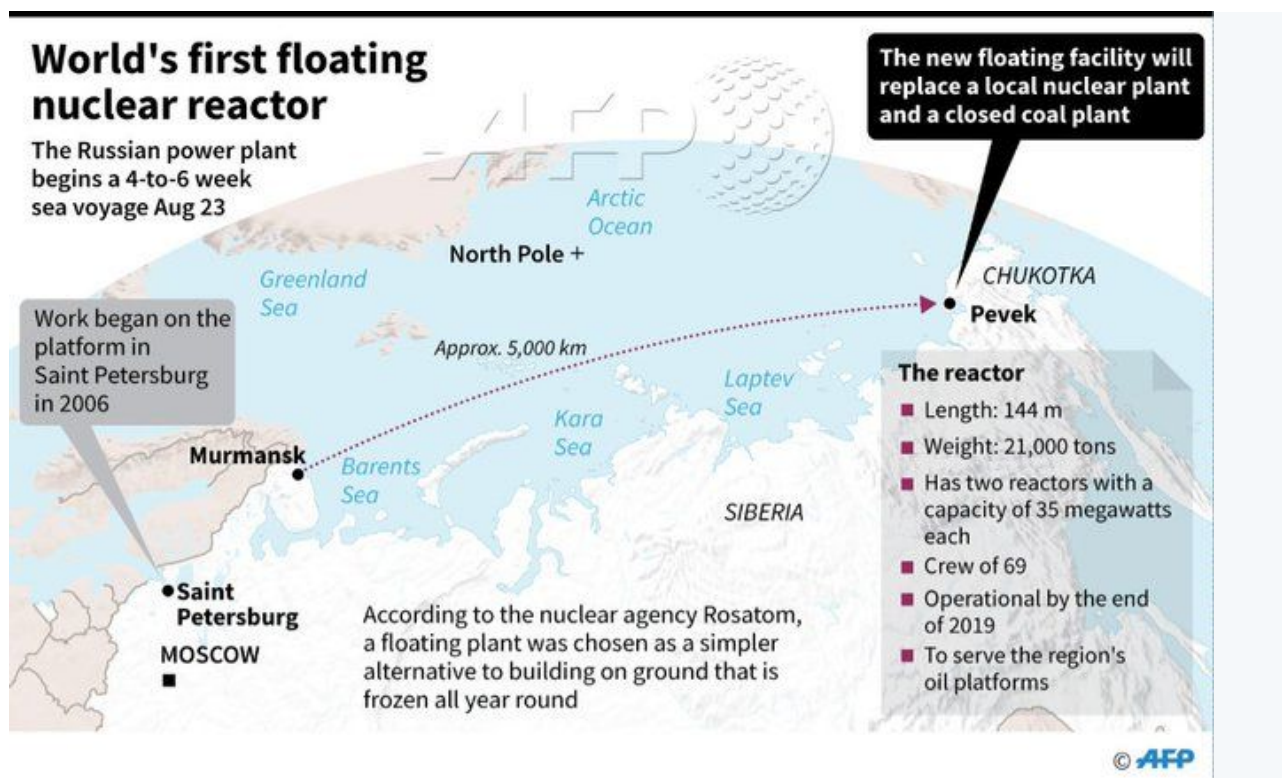 World's first floating
nuclear reactor
The Russian power plant
begins a 4-to-6 week
sea voyage Aug 23
The new floating facility will
replace a local nuclear plant
and a closed coal plant
AFP
Arctic
Ocean
North Pole +
Greenland
Sea
CHUKOTKA
Pevek
Work began on the
platform in
Saint Petersburg
in 2006
Approx. 5,000 km
Laptev
Sea
Kara
Sea
Murmansk
Barents
Sea
SIBERIA
The reactor
Length: 144 m
Weight: 21,000 tons
Has two reactors with a
capacity of 35 megawatts
each
Crew of 69
Operational by the end
of 2019
To serve the region's
oil platforms
Saint
Petersburg
MOSCOW
According to the nuclear agency Rosatom,
a floating plant was chosen as a simpler
alternative to building on ground that is
frozen all year round
© AFP